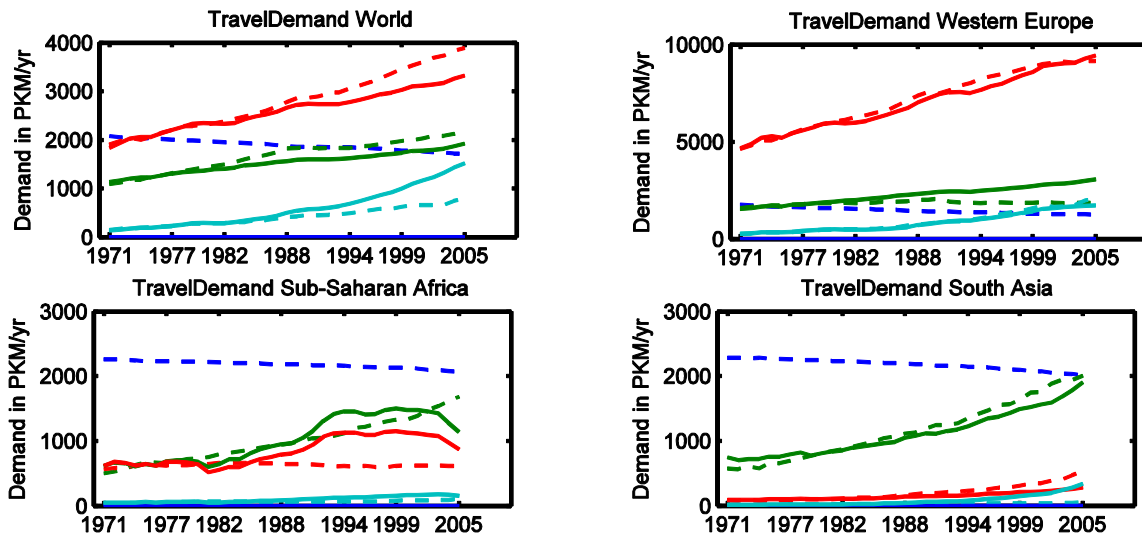 TravelDemand World
Demand in PKM/yr
4000
3000
2000
1000
0
1971 1977 1982 1988 1994 1999 2005
TravelDemand Western Europe
Demand in PKM/yr
10000
5000
0
1971 1977 1982 1988 1994 1999 2005
TravelDemand Sub-Saharan Africa
Demand in PKM/yr
3000
2000
1000
0
1971 1977 1982 1988 1994 1999 2005
TravelDemand South Asia
Demand in PKM/yr
3000
2000
1000
0
1971 1977 1982 1988 1994 1999 2005